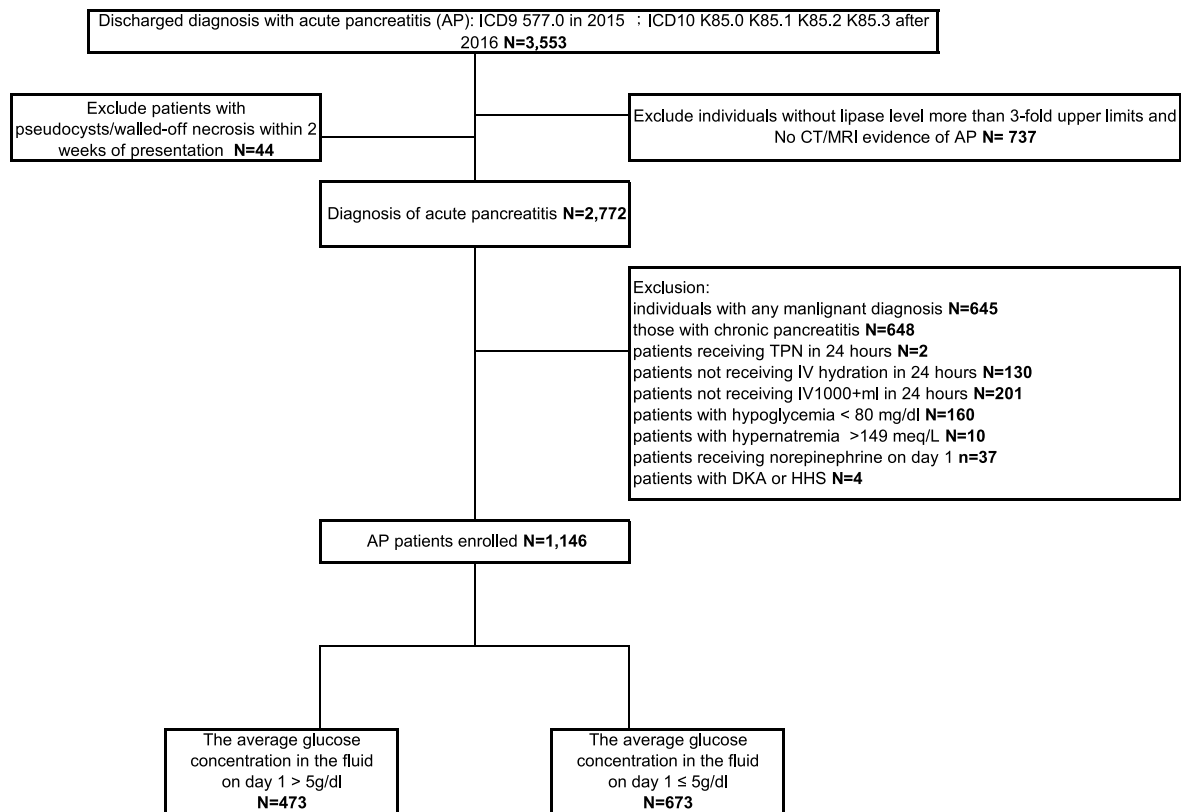 Discharged diagnosis with acute pancreatitis (AP): ICD9 577.0 in 2015 ；ICD10 K85.0 K85.1 K85.2 K85.3 after
2016 N=3,553
Exclude patients with
pseudocysts/walled-off necrosis within 2
weeks of presentation N=44
Exclude individuals without lipase level more than 3-fold upper limits and
No CT/MRI evidence of AP N= 737
Diagnosis of acute pancreatitis N=2,772
Exclusion:
individuals with any manlignant diagnosis N=645
those with chronic pancreatitis N=648
patients receiving TPN in 24 hours N=2
patients not receiving IV hydration in 24 hours N=130
patients not receiving IV1000+ml in 24 hours N=201
patients with hypoglycemia < 80 mg/dl N=160
patients with hypernatremia >149 meq/L N=10
patients receiving norepinephrine on day 1 n=37
patients with DKA or HHS N=4
AP patients enrolled N=1,146
The average glucose
concentration in the fluid
on day 1 > 5g/dl
N=473
The average glucose
concentration in the fluid
on day 1 ≤ 5g/dl
N=673